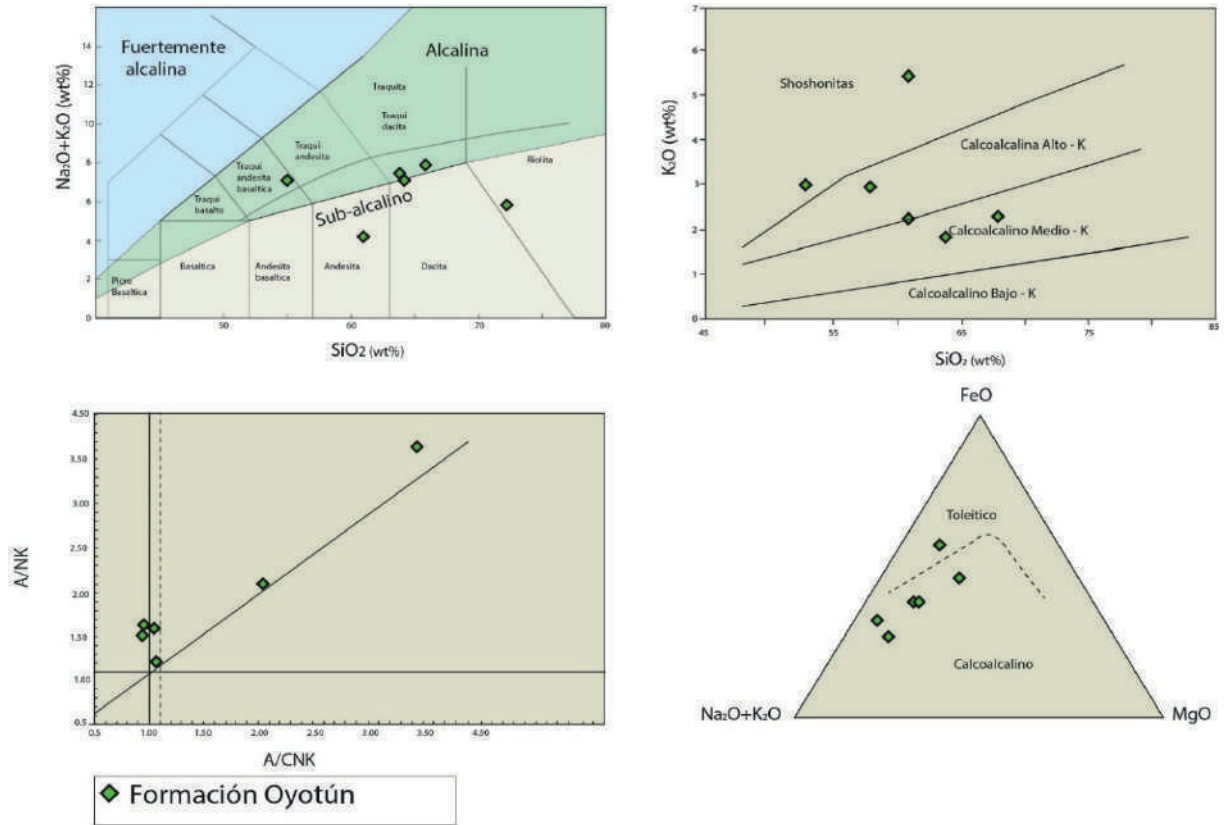 Na₂O+K₂O (wt%)
14
12
10
8
6
4
2
0
Fuertemente
alcalina
Alcalina
Traquita
Traqui
dacita
Traqui
andesita
Traqui
andesita
basaltica
Traqui
basalto
Riolita
Sub-alcalino
Picro
Basaltica
Basaltica
Andesita
basaltica
Andesita
Dacita
50
60
70
80
SiO2 (wt%)
K₂O (wt%)
7
6
5
4
3
2
1
0
Shoshonitas
Calcoalcalina Alto - K
Calcoalcalino Medio - K
Calcoalcalino Bajo - K
45
55
65
75
85
SiO₂ (wt%)
A/NK
4.50
3.50
3.00
2.50
2.00
1.50
1.00
0.5
0.5
1.00
2.00
2.50
3.50
4.50
A/CNK
FeO
Toleitico
Calcoalcalino
Na₂O+K₂O
MgO
Formación Oyotún